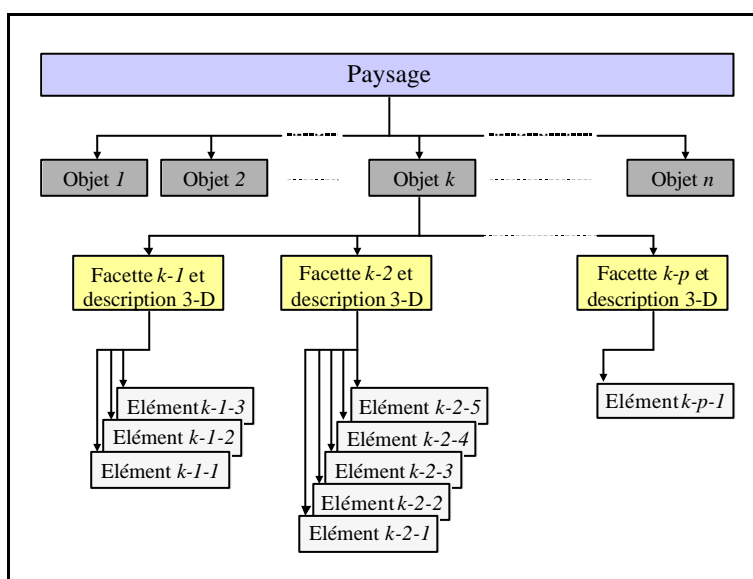 Paysage
Objet 1
Objet 2
Objet k
Objet n
Facette k-1 et
description 3-D
Facette k-2 et
description 3-D
Facette k-p et
description 3-D
Elément k-1-3
Elément k-1-2
Elément k-1-1
Elément k-2-5
Elément k-2-4
Elément k-2-3
Elément k-2-2
Elément k-2-1
Elément k-p-1